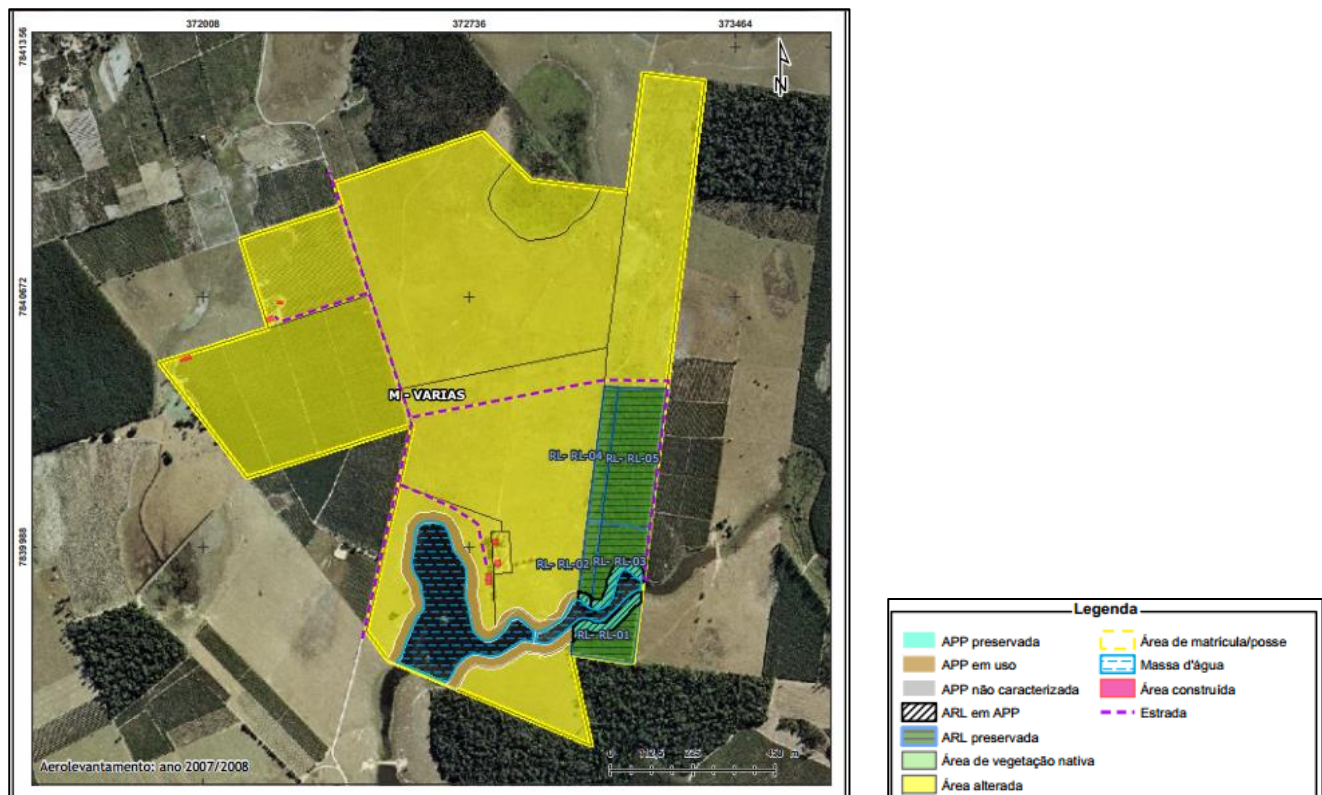 372008
372736
373464
7841356
7840672
7839988
N
M - VARIAS
RL- RL-04
RL- RL-05
RL- RL-02
RL- RL-03
RL- RL-01
0 112,5 225 450 m
Aerolevantamento: ano 2007/2008
Legenda
APP preservada
APP em uso
APP não caracterizada
ARL em APP
ARL preservada
Área de vegetação nativa
Área alterada
Área de matrícula/posse
Massa d'água
Área construída
Estrada